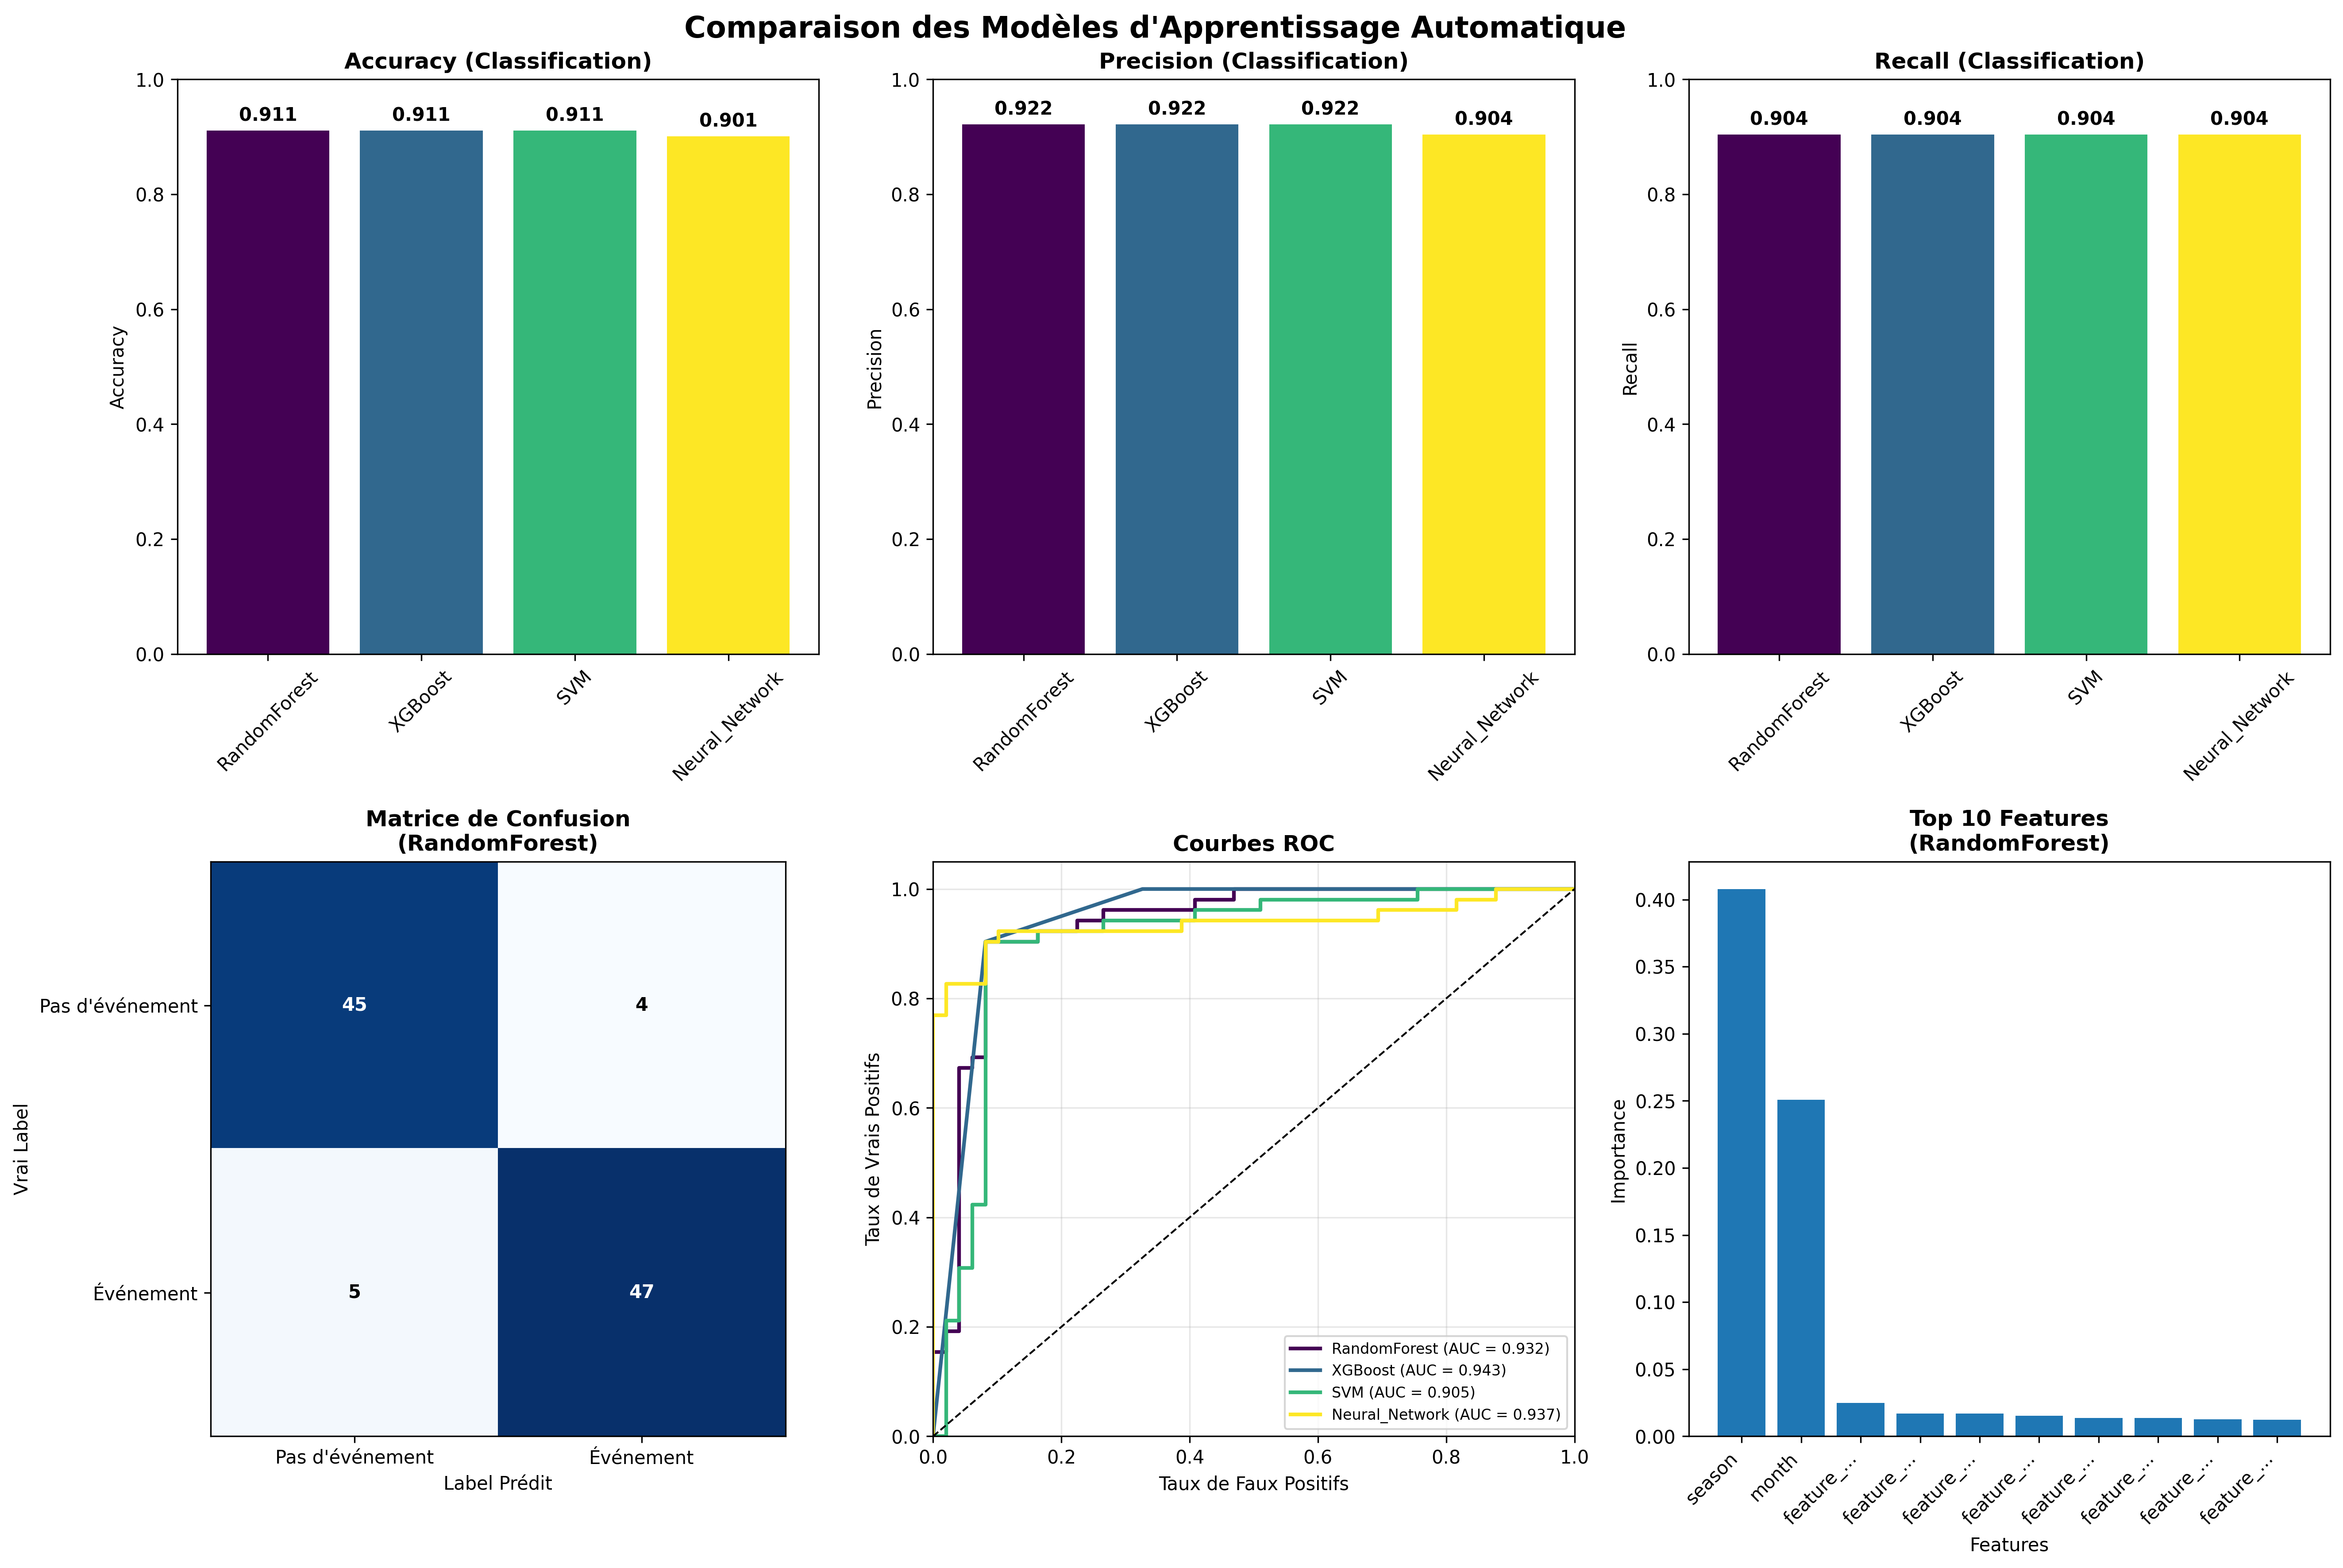 Comparaison des Modèles d'Apprentissage Automatique
Accuracy (Classification)
1.0
0.8
0.6
0.4
0.2
0.0
Accuracy
0.911
0.911
0.911
0.901
RandomForest
XGBoost
SVM
Neural_Network
Precision (Classification)
1.0
0.8
0.6
0.4
0.2
0.0
Precision
0.922
0.922
0.922
0.904
RandomForest
XGBoost
SVM
Neural_Network
Recall (Classification)
1.0
0.8
0.6
0.4
0.2
0.0
Recall
0.904
0.904
0.904
0.904
RandomForest
XGBoost
SVM
Neural_Network
Matrice de Confusion
(RandomForest)
Vrai Label
Pas d'événement
45
4
Événement
5
47
Pas d'événement
Événement
Label Prédit
Courbes ROC
1.0
0.8
0.6
0.4
0.2
0.0
Taux de Vrais Positifs
RandomForest (AUC = 0.932)
XGBoost (AUC = 0.943)
SVM (AUC = 0.905)
Neural_Network (AUC = 0.937)
0.0
0.2
0.4
0.6
0.8
1.0
Taux de Faux Positifs
Top 10 Features
(RandomForest)
0.40
0.35
0.30
0.25
0.20
0.15
0.10
0.05
0.00
Importance
season
month
feature_...
feature_...
feature_...
feature_...
feature_...
feature_...
feature_...
feature_...
Features